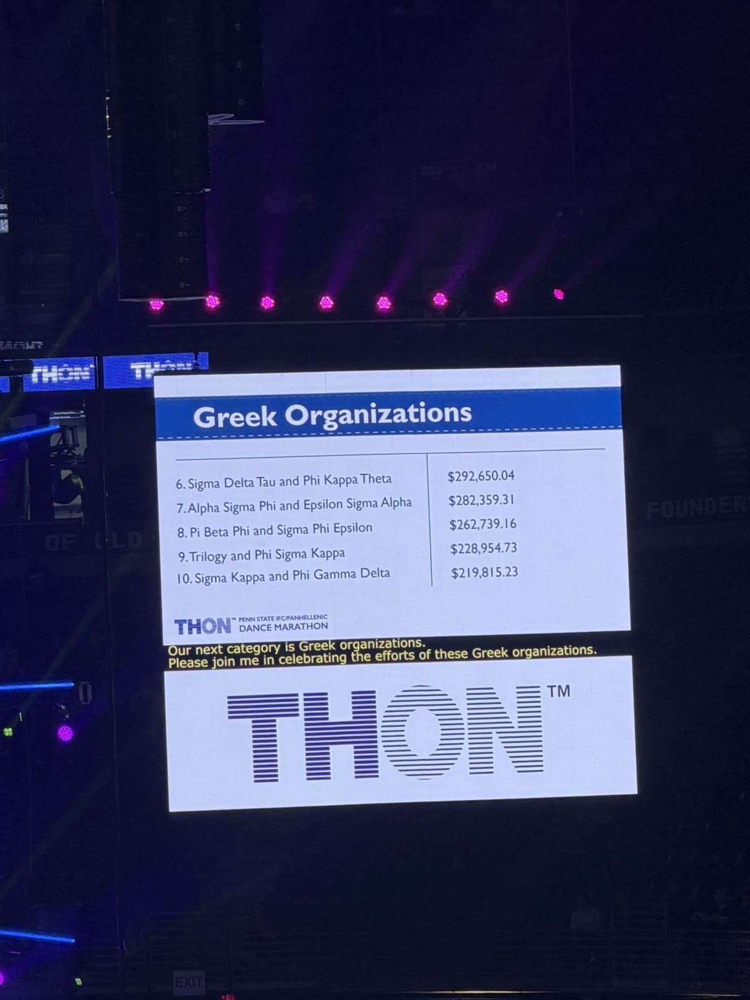 THON
Greek Organizations
6. Sigma Delta Tau and Phi Kappa Theta $292,650.04
7. Alpha Sigma Phi and Epsilon Sigma Alpha $282,359.31
8. Pi Beta Phi and Sigma Phi Epsilon $262,739.16
9. Trilogy and Phi Sigma Kappa $228,954.73
10. Sigma Kappa and Phi Gamma Delta $219,815.23
FOUNDER
OF OLD
THON™ PENN STATE IFC/PANHELLENIC
DANCE MARATHON
Our next category is Greek organizations.
Please join me in celebrating the efforts of these Greek organizations.
THON™
EXIT